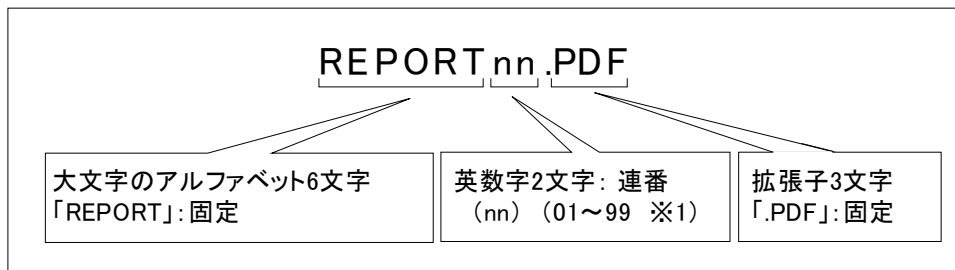 REPORTnn.PDF
大文字のアルファベット6文字
「REPORT」:固定
英数字2文字: 連番
(nn) (01~99 ※1)
拡張子3文字
「.PDF」:固定